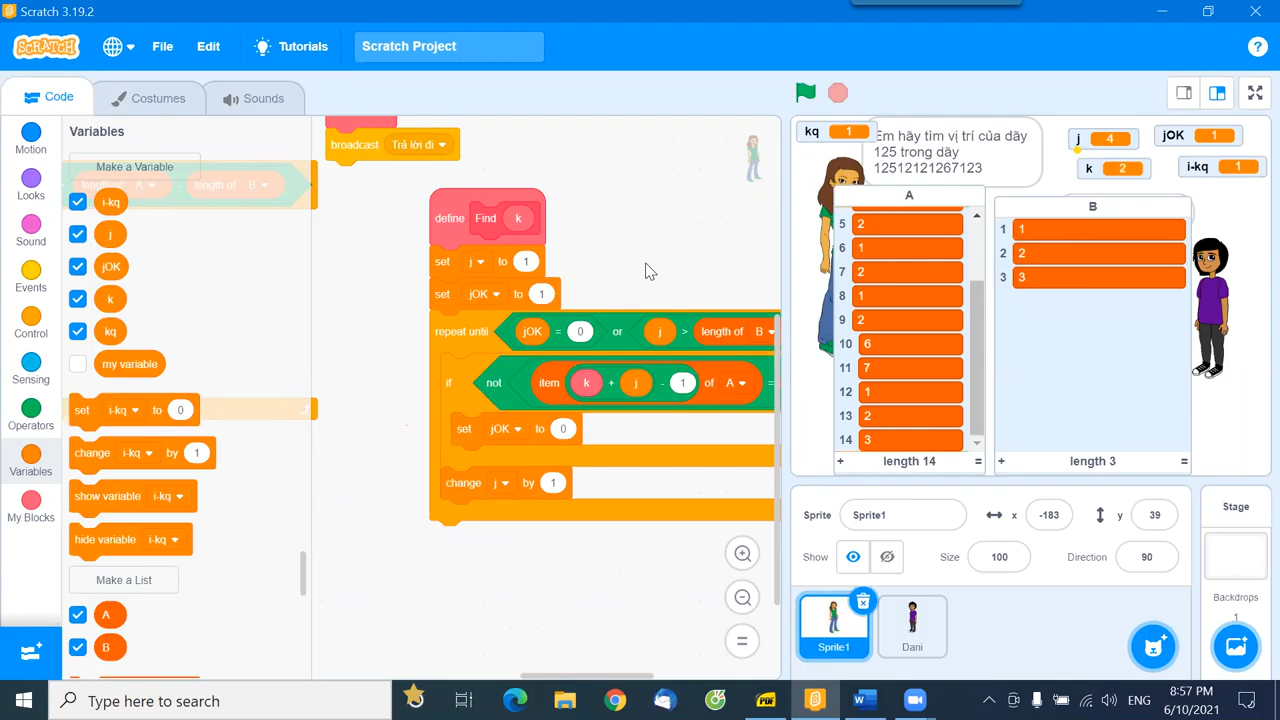 Scratch 3.19.2
SCRATCH
File
Edit
Tutorials
Scratch Project
?
Code
Costumes
Sounds
Motion
Looks
Sound
Events
Control
Sensing
Operators
Variables
My Blocks
Variables
Make a Variable
length of A - length of B
i-kq
j
jOK
k
kq
my variable
set i-kq to 0
change i-kq by 1
show variable i-kq
hide variable i-kq
Make a List
A
B
broadcast Trả lời đi
define Find k
set j to 1
set jOK to 1
repeat until jOK = 0 or j > length of B
if not item k + j - 1 of A =
set jOK to 0
change j by 1
kq 1
Em hãy tìm vị trí của dãy
125 trong dãy
12512121267123
j 4
jOK 1
k 2
i-kq 1
A
5 2
6 1
7 2
8 1
9 2
10 6
11 7
12 1
13 2
14 3
+ length 14 =
B
1 1
2 2
3 3
+ length 3 =
Sprite
Sprite1
x
-183
y
39
Show
Size
100
Direction
90
Sprite1
Dani
Stage
Backdrops
1
Type here to search
PDF
W
ENG
8:57 PM
6/10/2021